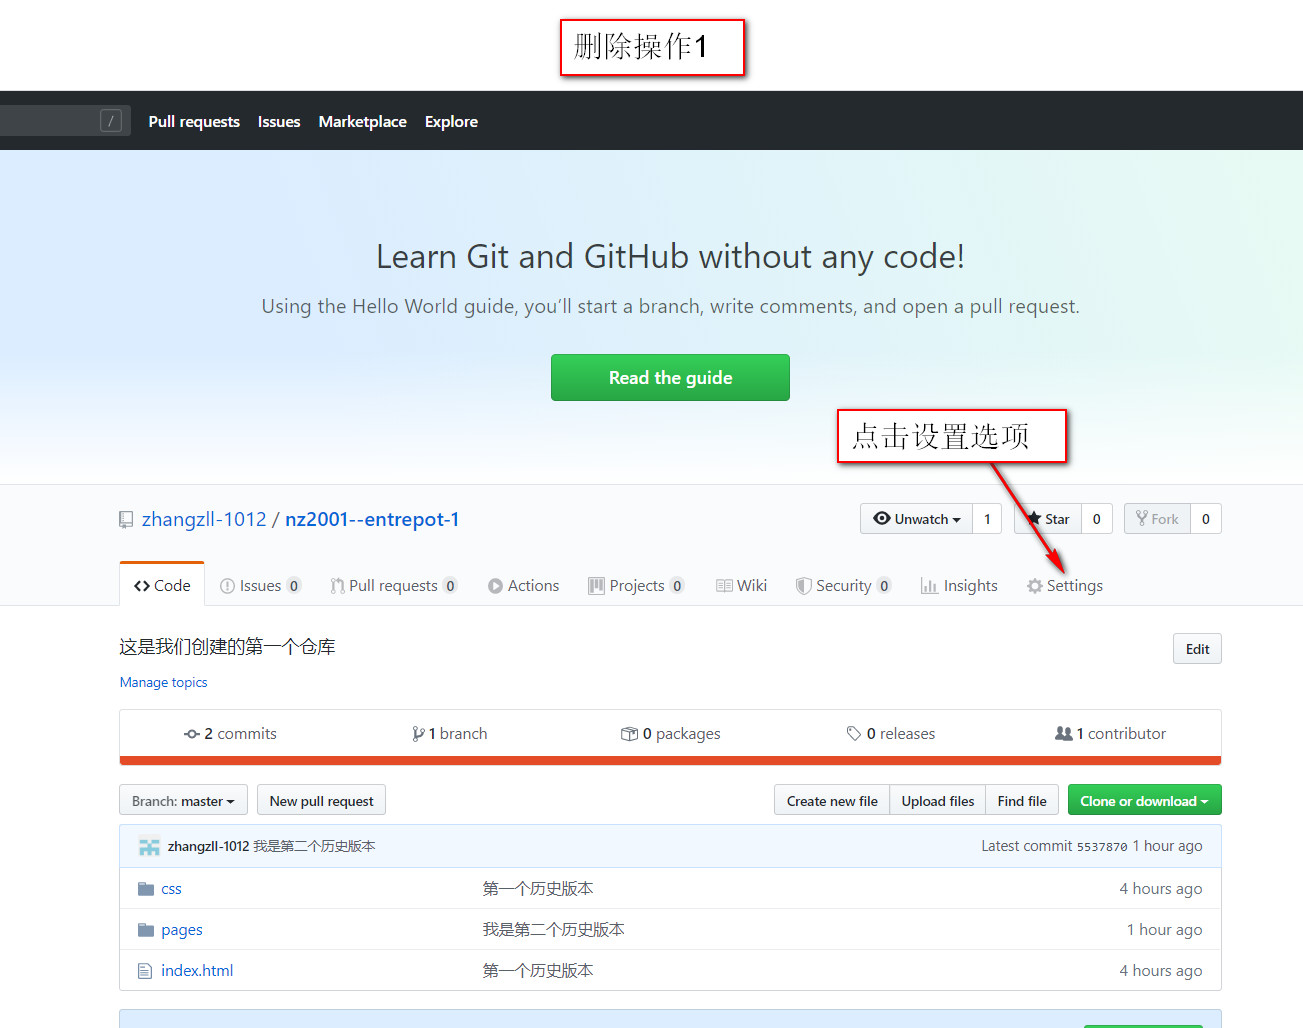 删除操作1
/ Pull requests Issues Marketplace Explore
Learn Git and GitHub without any code!
Using the Hello World guide, you’ll start a branch, write comments, and open a pull request.
Read the guide
点击设置选项
zhangzll-1012 / nz2001--entrepot-1 Unwatch 1 Star 0 Fork 0
Code Issues 0 Pull requests 0 Actions Projects 0 Wiki Security 0 Insights Settings
这是我们创建的第一个仓库 Edit
Manage topics
2 commits 1 branch 0 packages 0 releases 1 contributor
Branch: master New pull request Create new file Upload files Find file Clone or download
zhangzll-1012 我是第二个历史版本 Latest commit 5537870 1 hour ago
css 第一个历史版本 4 hours ago
pages 我是第二个历史版本 1 hour ago
index.html 第一个历史版本 4 hours ago